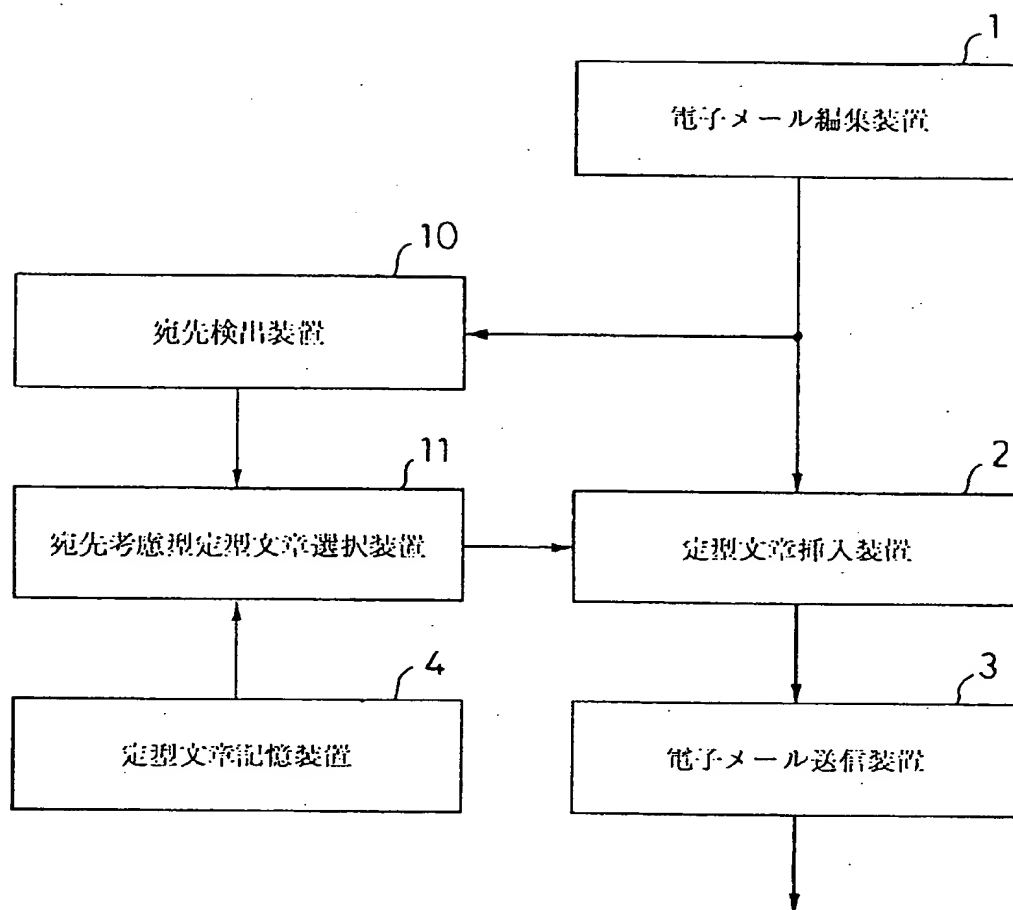 1
電子メール編集装置
10
宛先検出装置
11
宛先考慮型定型文章選択装置
2
定型文章挿入装置
4
定型文章記憶装置
3
電子メール送信装置